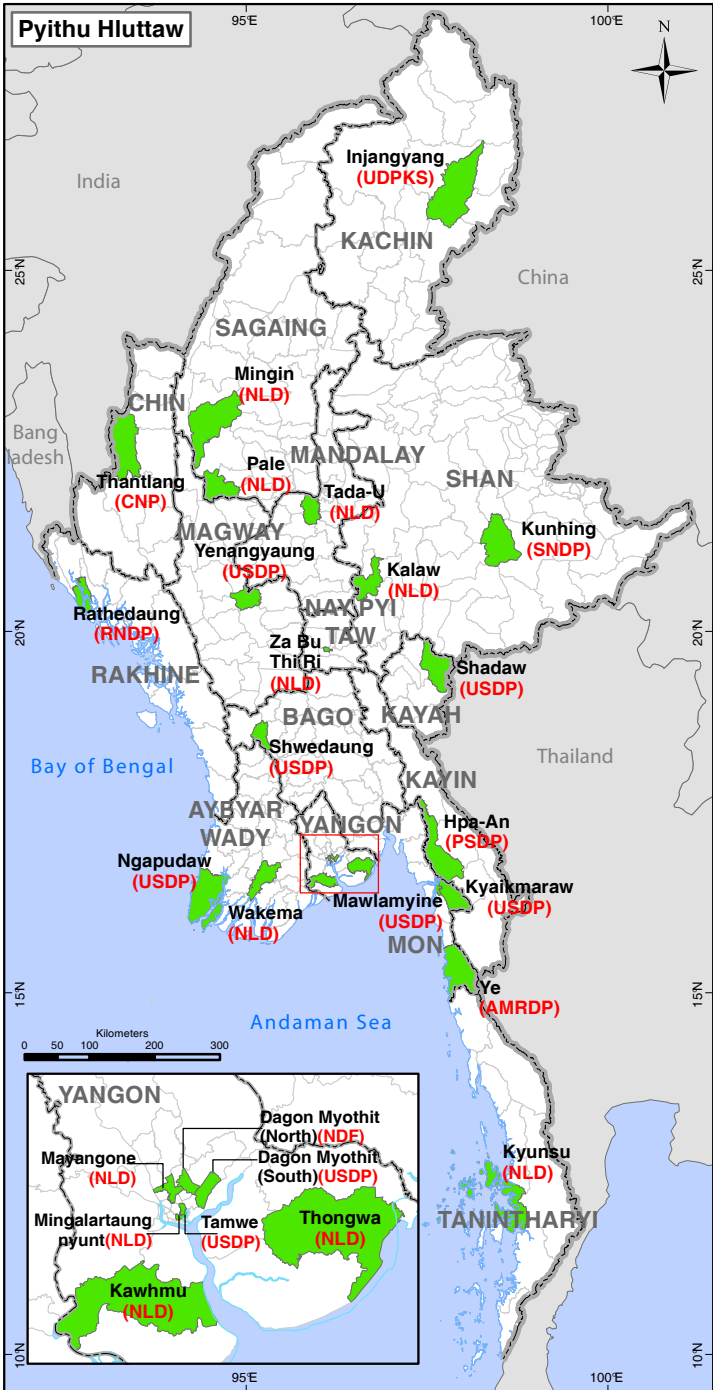 95°E
100°E
Pyithu Hluttaw
N
Injangyang
(UDPKS)
India
KACHIN
25°N
25°N
China
SAGAING
Mingin
(NLD)
CHIN
Bang
ladesh
MANDALAY
Pale
(NLD)
SHAN
Thantlang
(CNP)
Tada-U
(NLD)
Kunhing
(SNDP)
MAGWAY
Yenangyaung
(USDP)
Kalaw
(NLD)
Rathedaung
(RNDP)
NAY PYI
TAW
20°N
20°N
Za Bu
Thi Ri
(NLD)
RAKHINE
Shadaw
(USDP)
BAGO
KAYAH
Shwedaung
(USDP)
Bay of Bengal
Thailand
KAYIN
AYEYAR
WADY
YANGON
Hpa-An
(PSDP)
Ngapudaw
(USDP)
Kyaikmaraw
(USDP)
Wakema
(NLD)
Mawlamyine
(USDP)
MON
Ye
(AMRDP)
15°N
15°N
Andaman Sea
Kilometers
0 50 100 200 300
YANGON
Dagon Myothit
(North)(NDF)
Mayangone
(NLD)
Dagon Myothit
(South)(USDP)
Mingalartaung
nyunt(NLD)
Tamwe
(USDP)
Thongwa
(NLD)
Kawhmu
(NLD)
Kyunsu
(NLD)
TANINTHARYI
10°N
10°N
95°E
100°E